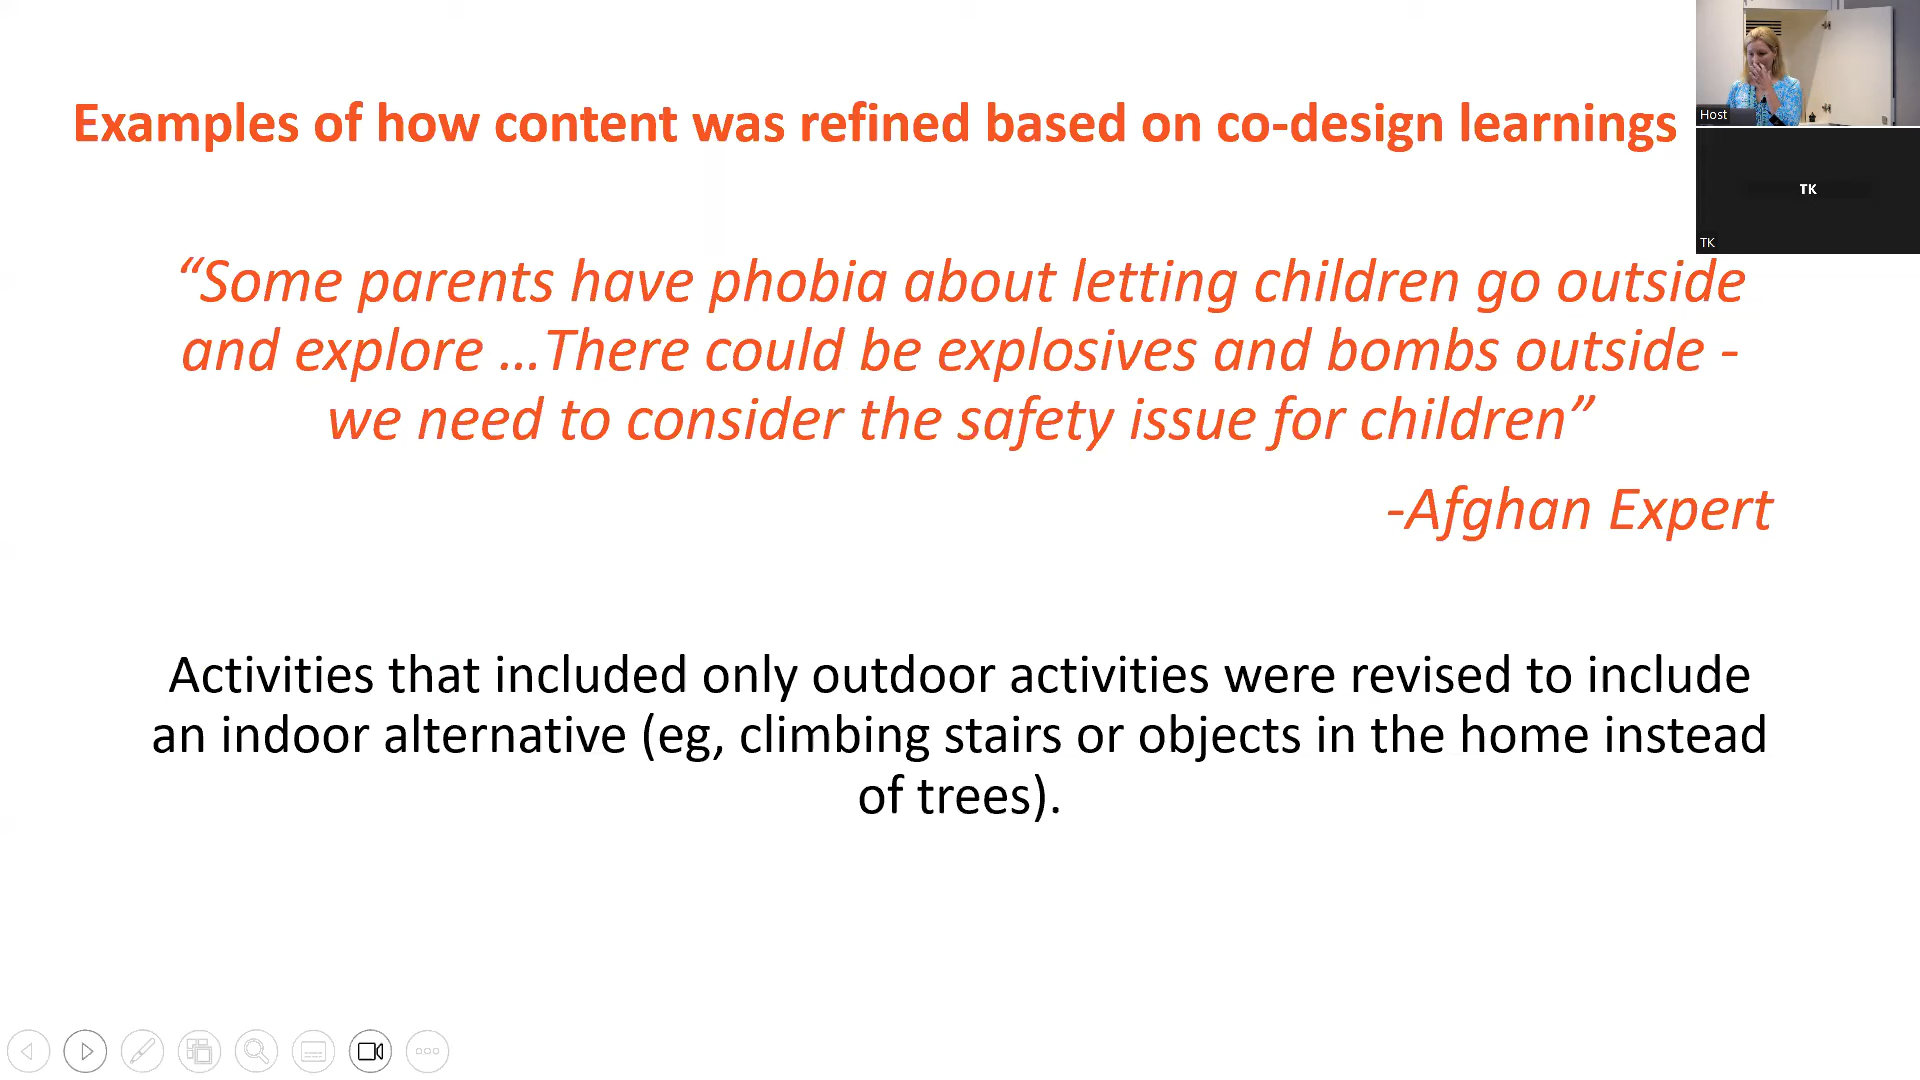 Examples of how content was refined based on co-design learnings
Host
TK
TK
“Some parents have phobia about letting children go outside
and explore ...There could be explosives and bombs outside -
we need to consider the safety issue for children”
-Afghan Expert
Activities that included only outdoor activities were revised to include
an indoor alternative (eg, climbing stairs or objects in the home instead
of trees).